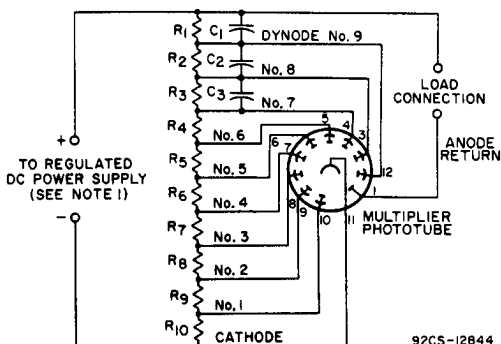 R1 C1 DYNODE No. 9
R2 C2 No. 8
R3 C3 No. 7
R4
No. 6
R5
No. 5
R6
No. 4
R7
No. 3
R8
No. 2
R9
No. 1
R10
CATHODE
+
TO REGULATED
DC POWER SUPPLY
(SEE NOTE 1)
−
5
6 4
7 3
8 12
9 1
10 11
LOAD
CONNECTION
ANODE
RETURN
MULTIPLIER
PHOTOTUBE
92CS-12844